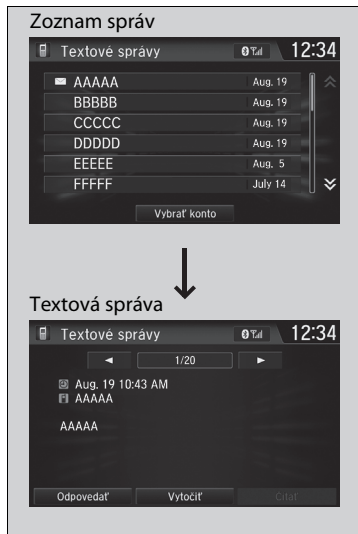 Zoznam správ
Textové správy 12:34
AAAAA Aug. 19
BBBBB Aug. 19
CCCCC Aug. 19
DDDDD Aug. 19
EEEEE Aug. 5
FFFFF July 14
Vybrať konto
Textová správa
Textové správy 12:34
1/20
Aug. 19 10:43 AM
AAAAA
AAAAA
Odpovedať Vytočiť Čítať